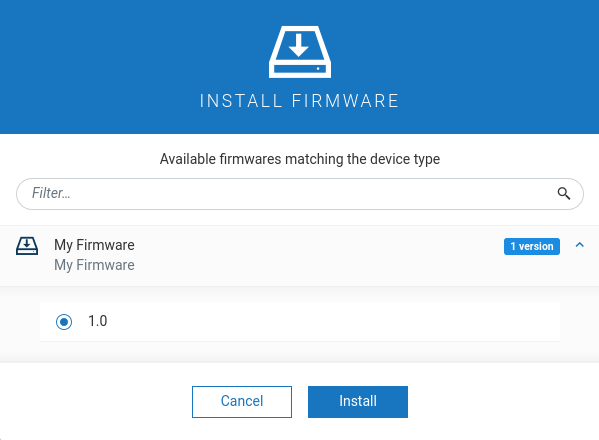 INSTALL FIRMWARE
Available firmwares matching the device type
Filter...
My Firmware
1 version
My Firmware
1.0
Cancel
Install